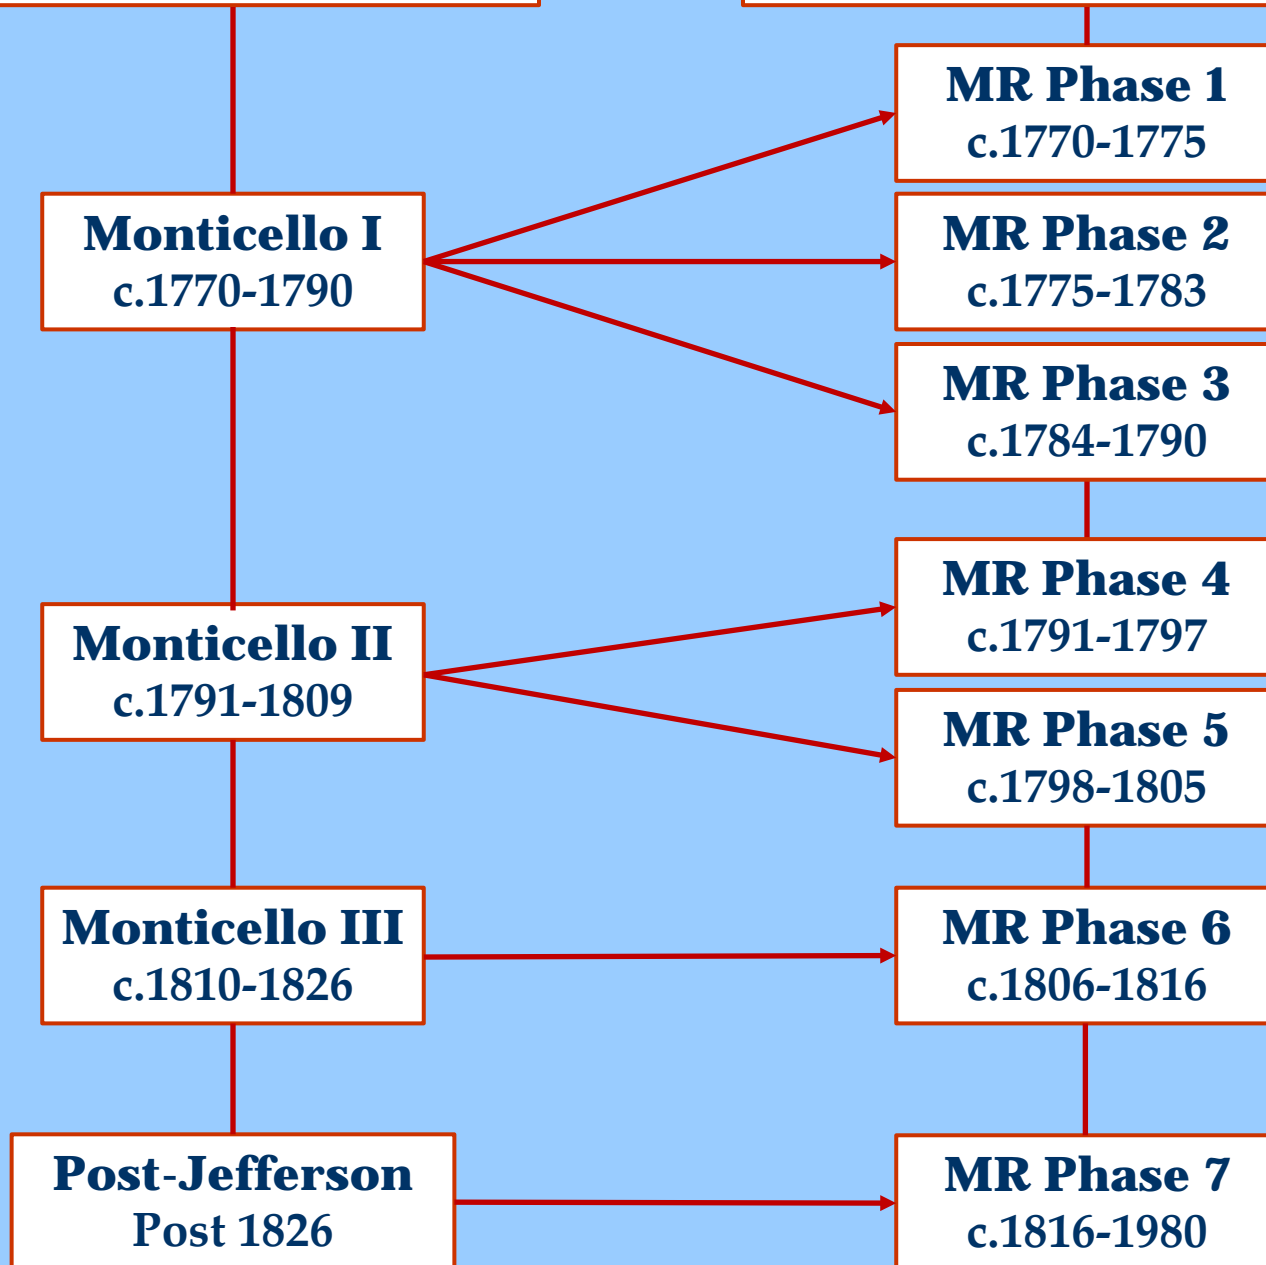 MR Phase 1
c.1770-1775
Monticello I
c.1770-1790
MR Phase 2
c.1775-1783
MR Phase 3
c.1784-1790
MR Phase 4
c.1791-1797
Monticello II
c.1791-1809
MR Phase 5
c.1798-1805
Monticello III
c.1810-1826
MR Phase 6
c.1806-1816
Post-Jefferson
Post 1826
MR Phase 7
c.1816-1980